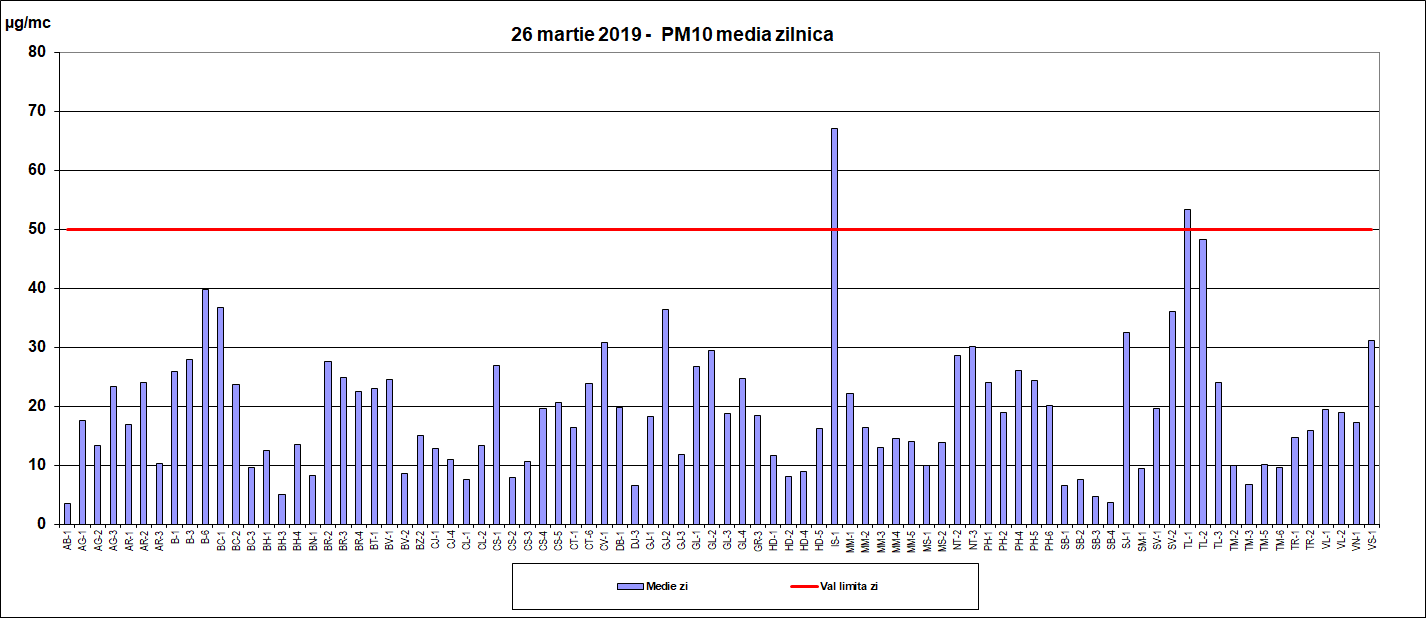 µg/mc
26 martie 2019 - PM10 media zilnica
80
70
60
50
40
30
20
10
0
AB-1 AG-1 AG-2 AG-3 AR-1 AR-2 AR-3 B-1 B-3 B-6 BC-1 BC-2 BC-3 BH-1 BH-3 BH-4 BN-1 BR-2 BR-3 BR-4 BT-1 BV-1 BV-2 BZ-2 CJ-1 CJ-4 CL-1 CL-2 CS-1 CS-2 CS-3 CS-4 CS-5 CT-1 CT-6 CV-1 DB-1 DJ-3 GJ-1 GJ-2 GJ-3 GL-1 GL-2 GL-3 GL-4 GR-3 HD-1 HD-2 HD-4 HD-5 IS-1 MM-1 MM-2 MM-3 MM-4 MM-5 MS-1 MS-2 NT-2 NT-3 PH-1 PH-2 PH-4 PH-5 PH-6 SB-1 SB-2 SB-3 SB-4 SJ-1 SM-1 SV-1 SV-2 TL-1 TL-2 TL-3 TM-2 TM-3 TM-5 TM-6 TR-1 TR-2 VL-1 VL-2 VN-1 VS-1
Medie zi
Val limita zi